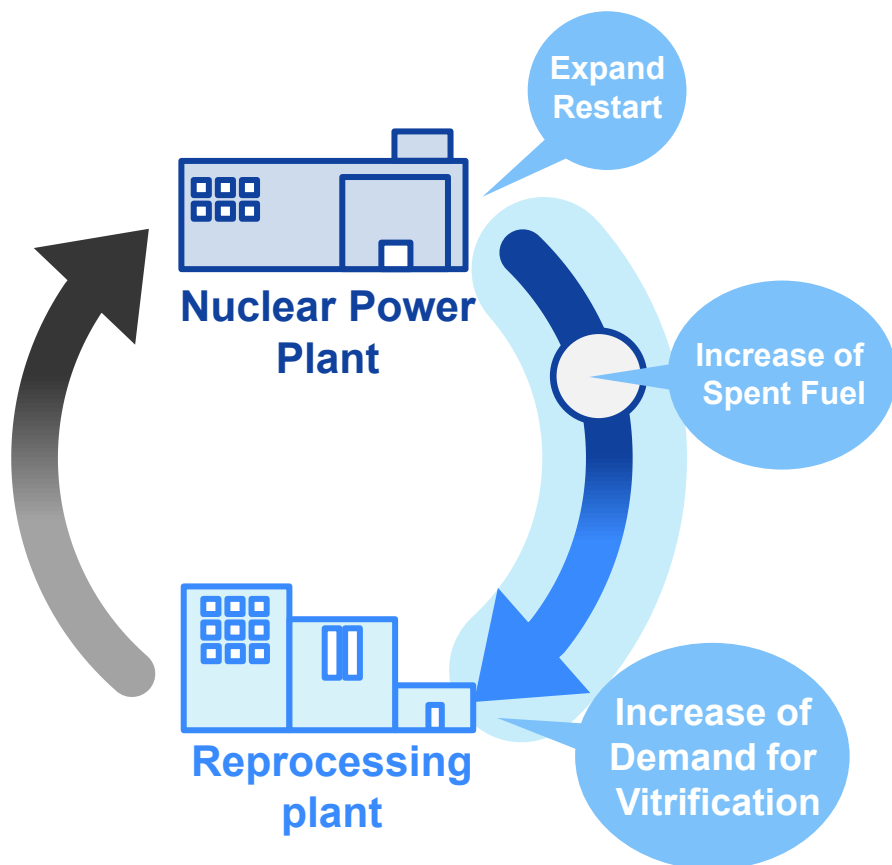 Expand
Restart
Nuclear Power
Plant
Increase of
Spent Fuel
Reprocessing
plant
Increase of
Demand for
Vitrification